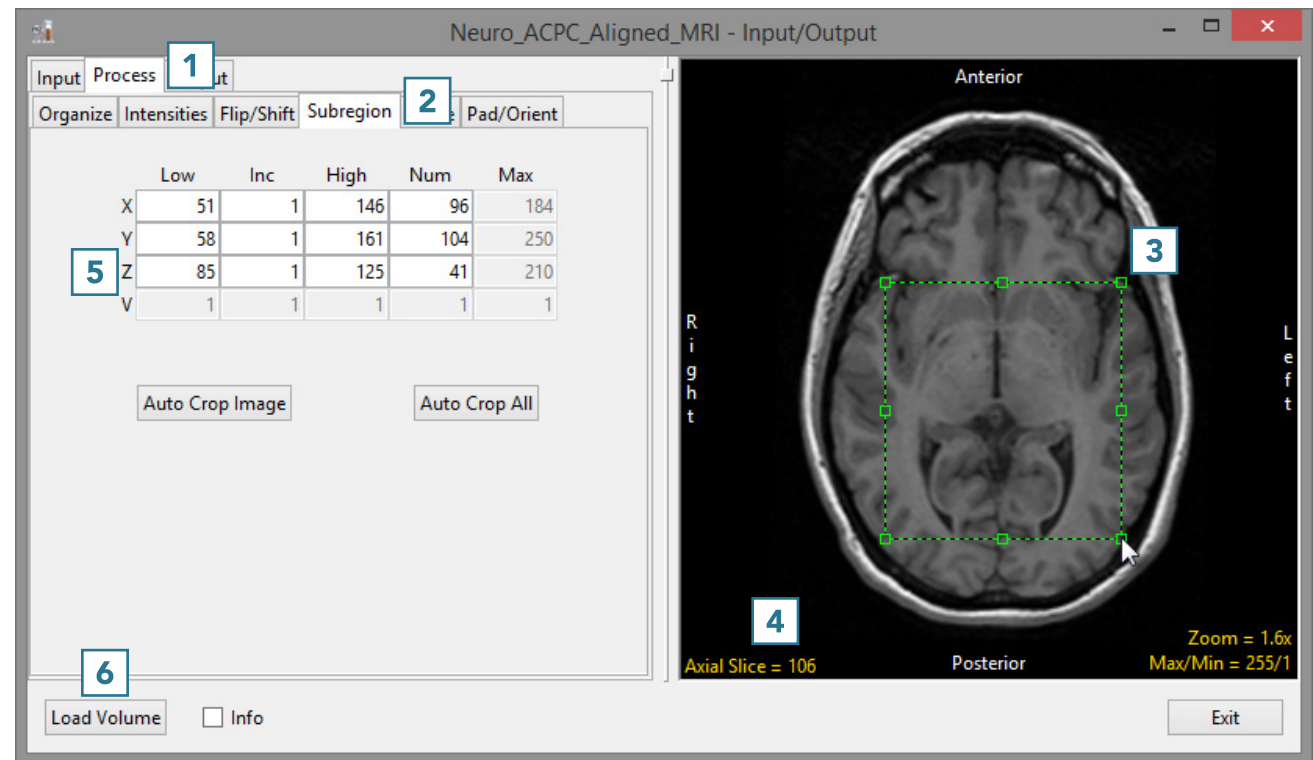 Neuro_ACPC_Aligned_MRI - Input/Output
Input Process 1 ut
Organize Intensities Flip/Shift Subregion 2 e Pad/Orient
Low Inc High Num Max
X 51 1 146 96 184
Y 58 1 161 104 250
5 Z 85 1 125 41 210
V 1 1 1 1 1
Auto Crop Image Auto Crop All
6
Load Volume Info
Anterior
3
Right
Left
4
Axial Slice = 106
Posterior
Zoom = 1.6x
Max/Min = 255/1
Exit